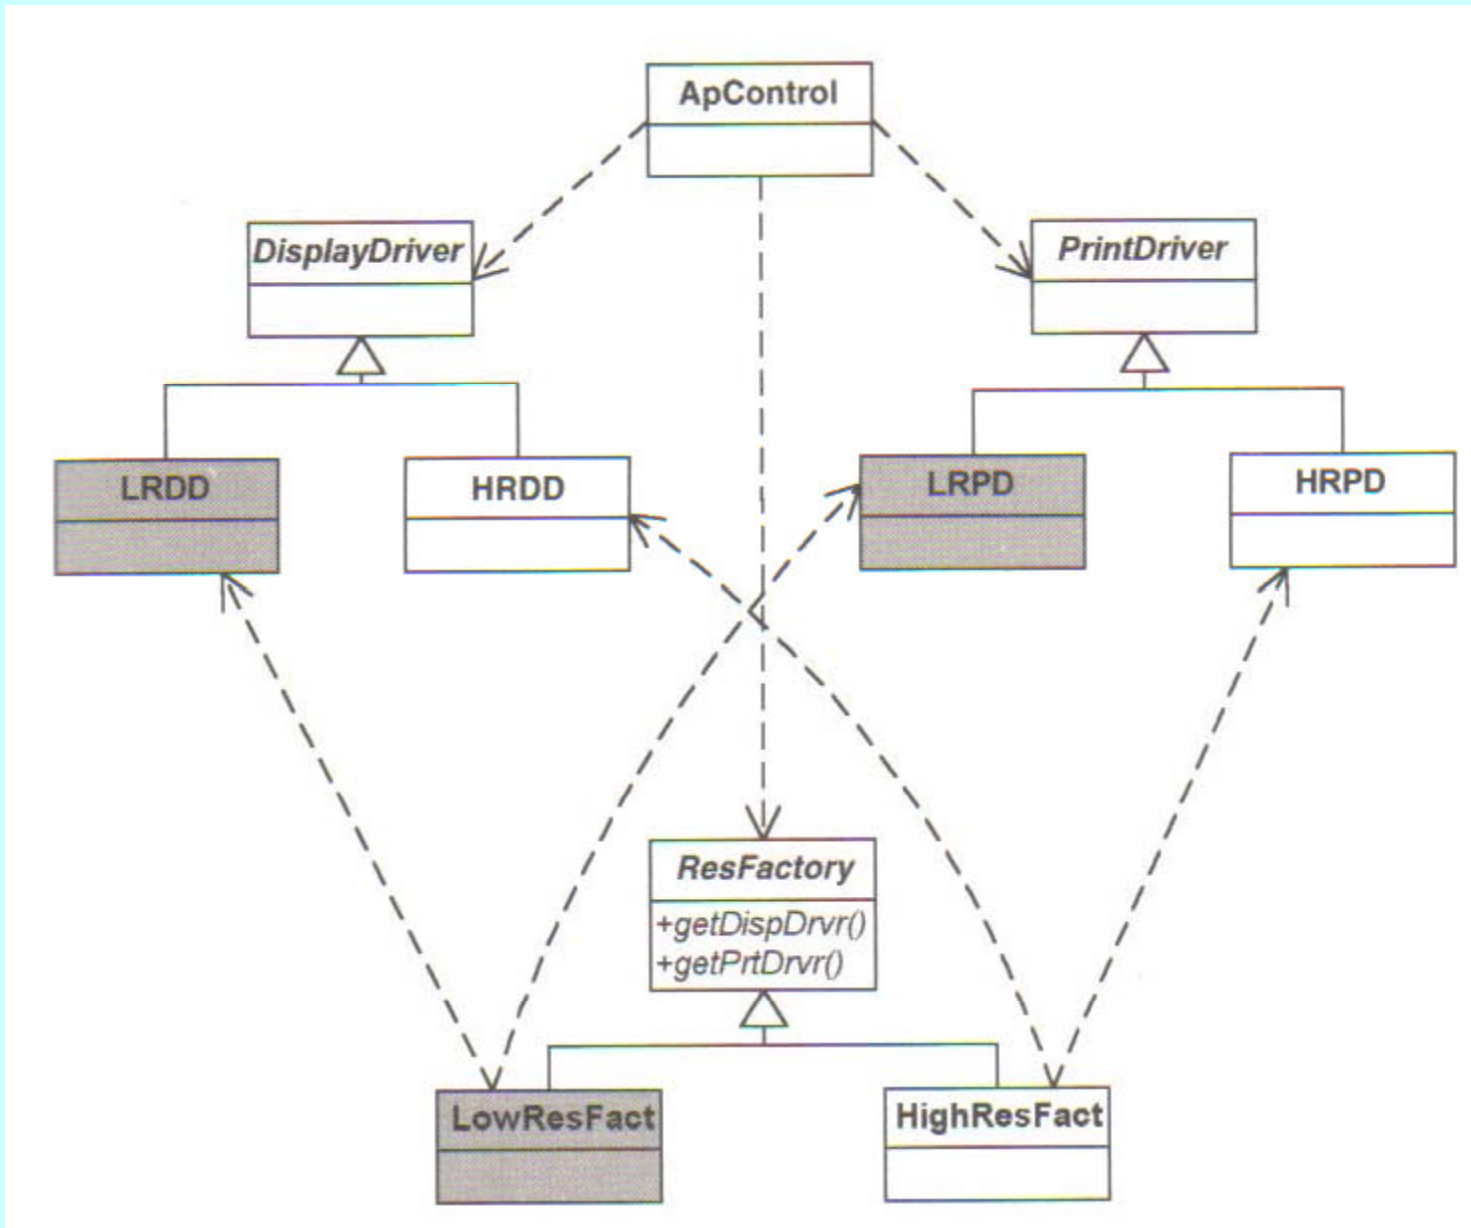 ApControl
DisplayDriver
PrintDriver
LRDD
HRDD
LRPD
HRPD
ResFactory
+getDispDrvr()
+getPrtDrvr()
LowResFact
HighResFact